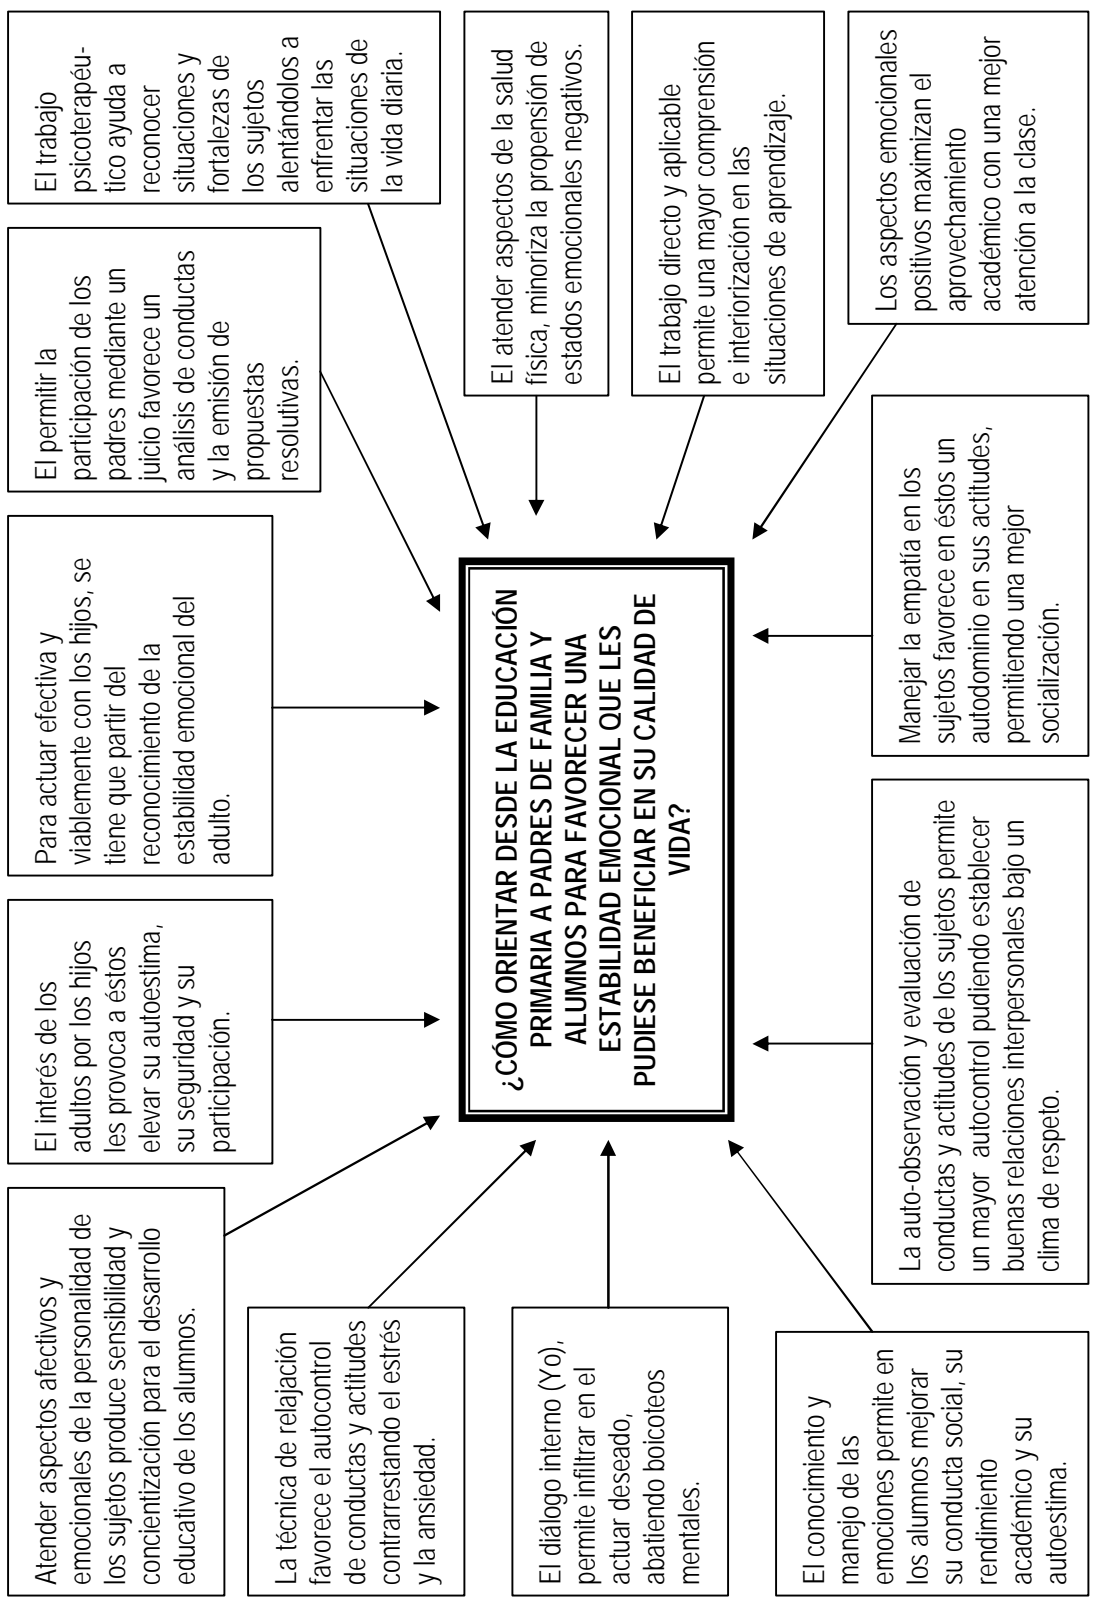 Atender aspectos afectivos y
emocionales de la personalidad de
los sujetos produce sensibilidad y
concientización para el desarrollo
educativo de los alumnos.
El interés de los
adultos por los hijos
les provoca a éstos
elevar su autoestima,
su seguridad y su
participación.
Para actuar efectiva y
viablemente con los hijos, se
tiene que partir del
reconocimiento de la
estabilidad emocional del
adulto.
El permitir la
participación de los
padres mediante un
juicio favorece un
análisis de conductas
y la emisión de
propuestas
resolutivas.
El trabajo
psicoterapéu-
tico ayuda a
reconocer
situaciones y
fortalezas de
los sujetos
alentándolos a
enfrentar las
situaciones de
la vida diaria.
La técnica de relajación
favorece el autocontrol
de conductas y actitudes
contrarrestando el estrés
y la ansiedad.
¿CÓMO ORIENTAR DESDE LA EDUCACIÓN
PRIMARIA A PADRES DE FAMILIA Y
ALUMNOS PARA FAVORECER UNA
ESTABILIDAD EMOCIONAL QUE LES
PUDIESE BENEFICIAR EN SU CALIDAD DE
VIDA?
El atender aspectos de la salud
física, minoriza la propensión de
estados emocionales negativos.
El diálogo interno (Yo),
permite infiltrar en el
actuar deseado,
abatiendo boicoteos
mentales.
El trabajo directo y aplicable
permite una mayor comprensión
e interiorización en las
situaciones de aprendizaje.
El conocimiento y
manejo de las
emociones permite en
los alumnos mejorar
su conducta social, su
rendimiento
académico y su
autoestima.
La auto-observación y evaluación de
conductas y actitudes de los sujetos permite
un mayor autocontrol pudiendo establecer
buenas relaciones interpersonales bajo un
clima de respeto.
Manejar la empatía en los
sujetos favorece en éstos un
autodominio en sus actitudes,
permitiendo una mejor
socialización.
Los aspectos emocionales
positivos maximizan el
aprovechamiento
académico con una mejor
atención a la clase.